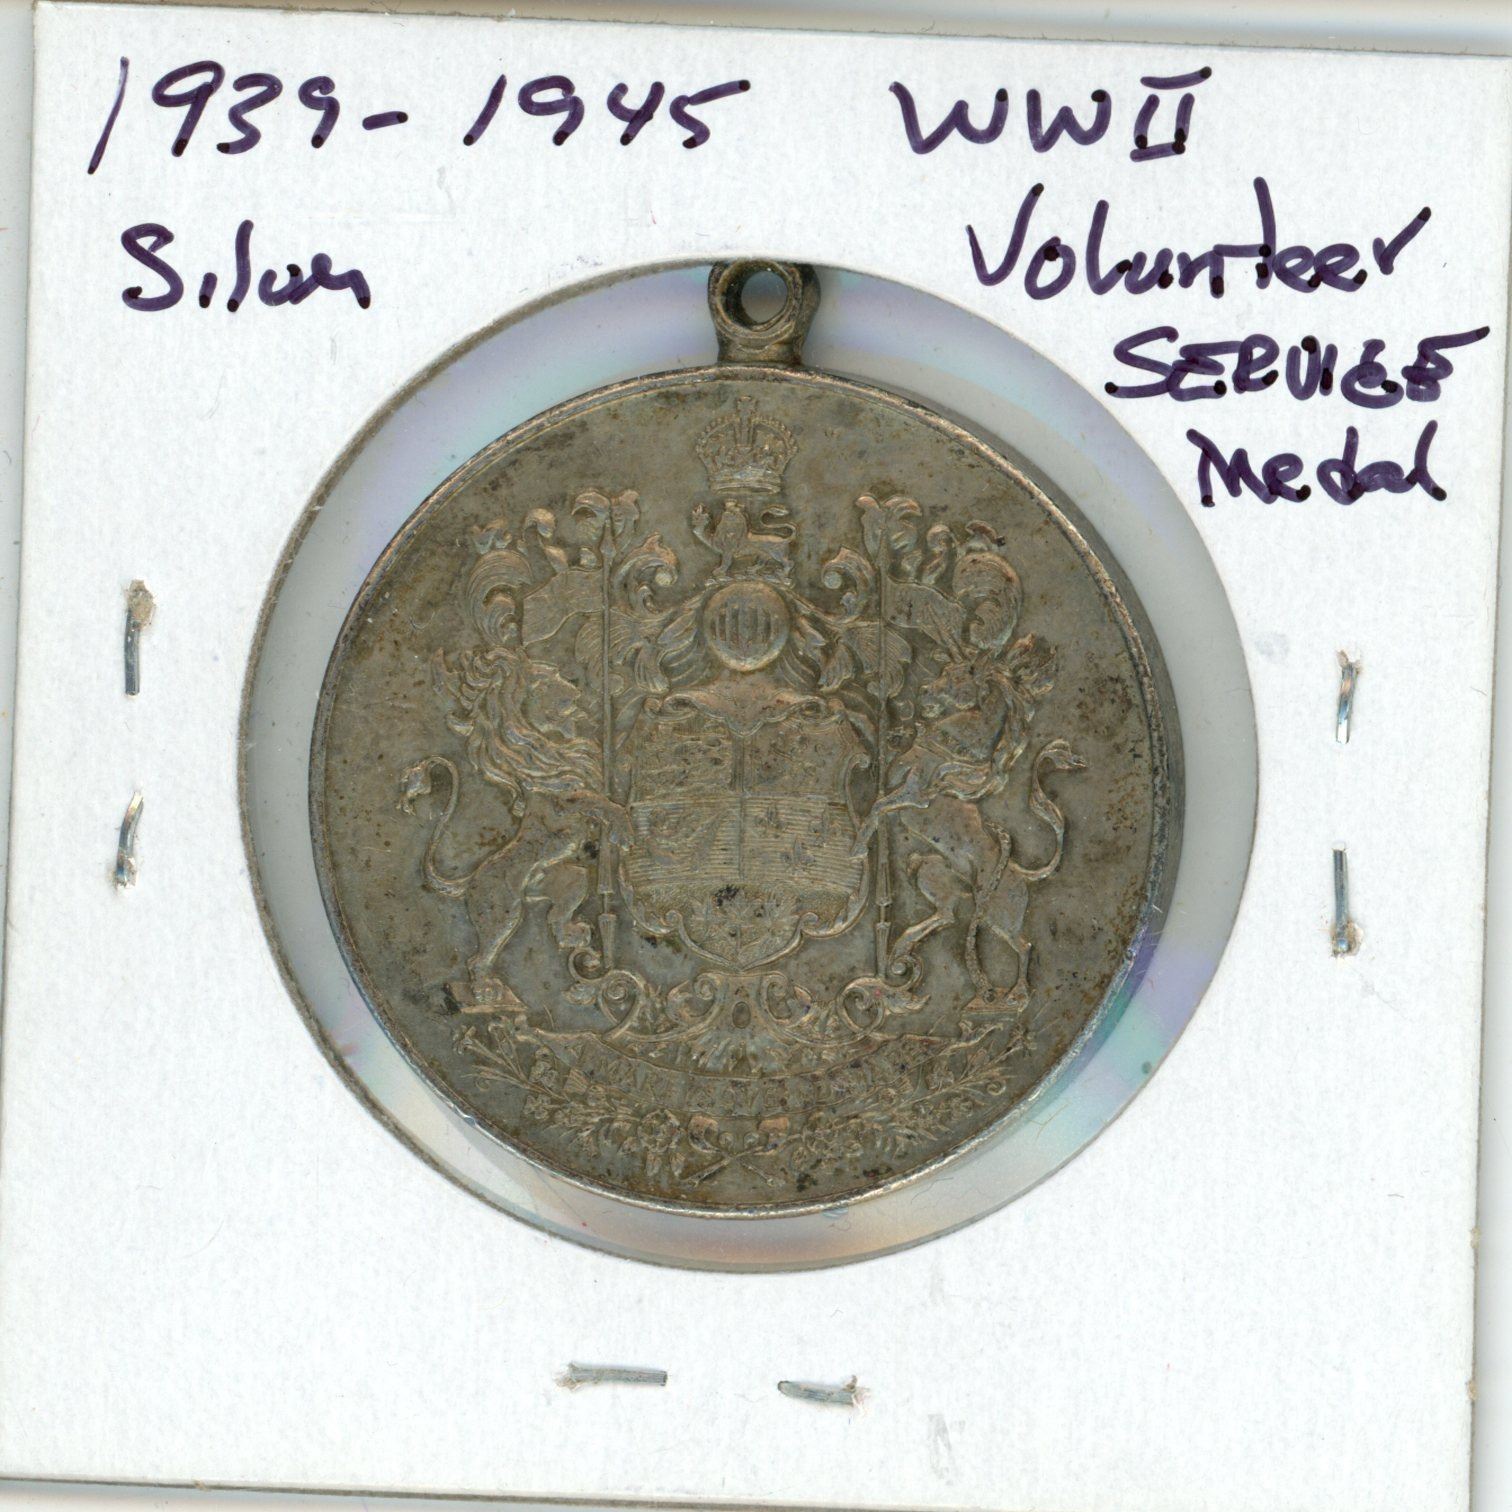 1939-1945 WWII
Silver Volunteer
SERVICE
Medal
A MARI USQUE AD MARE